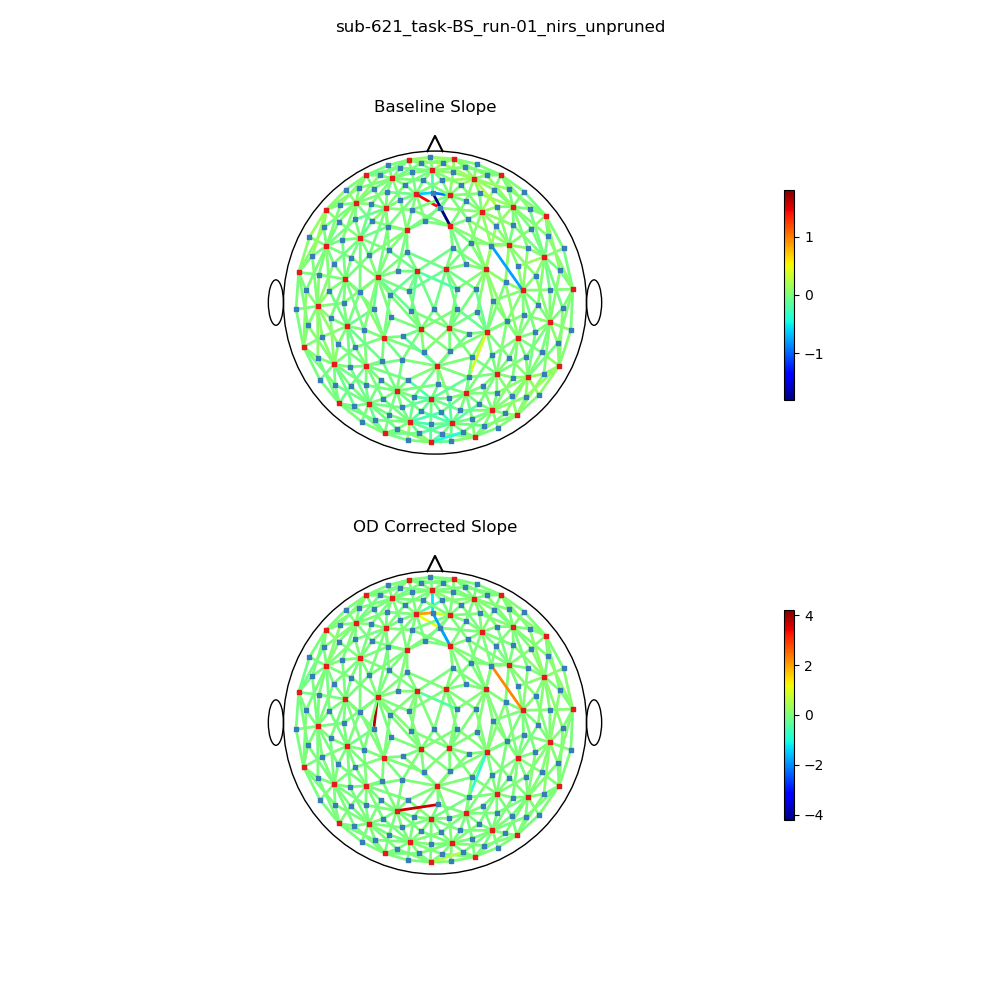 sub-621_task-BS_run-01_nirs_unpruned
Baseline Slope
1
0
−1
OD Corrected Slope
4
2
0
−2
−4